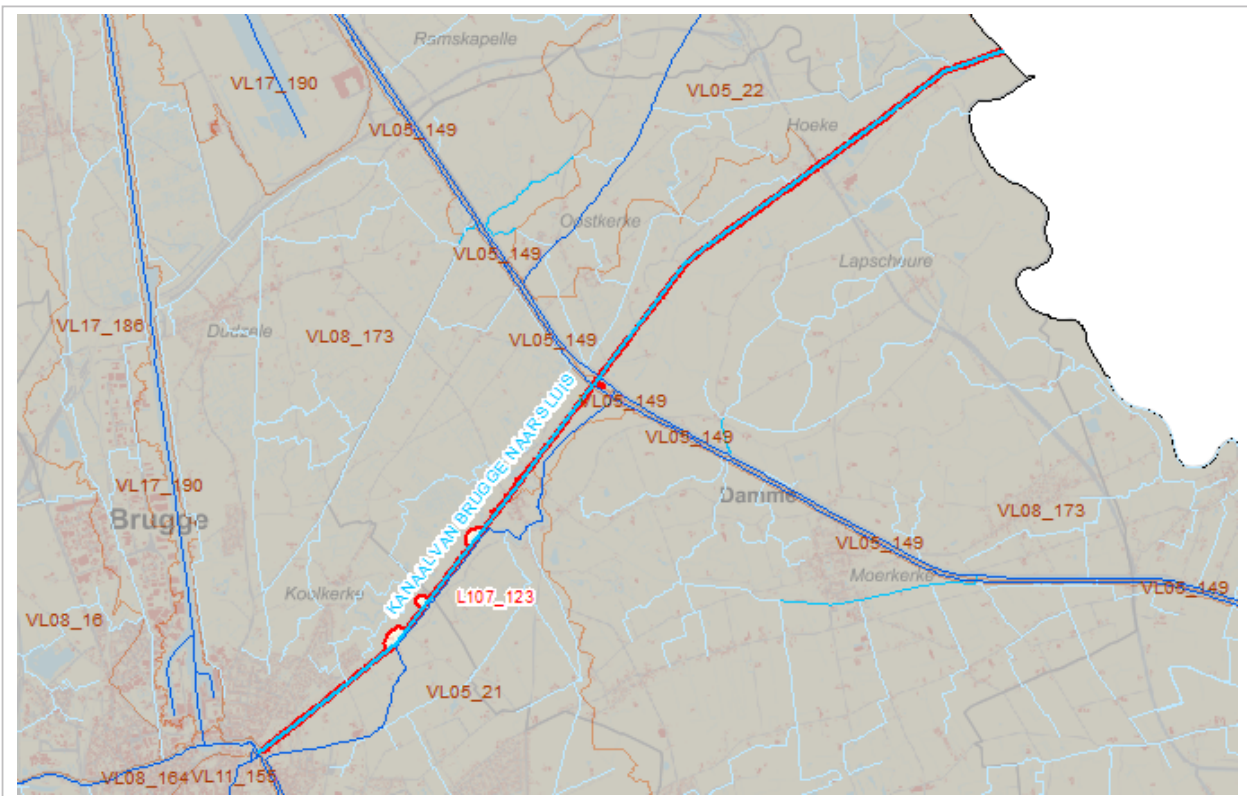 Ramskapelle
VL17_190
VL05_22
VL05_149
Hoeke
Oostkerke
VL05_149
Lapscheure
VL17_186
Dudzele
VL08_173
VL05_149
KANAAL VAN BRUGGE NAAR SLUIS
VL05_149
VL05_149
VL17_190
Damme
Brugge
VL08_173
VL05_149
Moerkerke
VL05_149
Koolkerke
L107_123
VL08_16
VL05_21
VL08_164
VL11_155